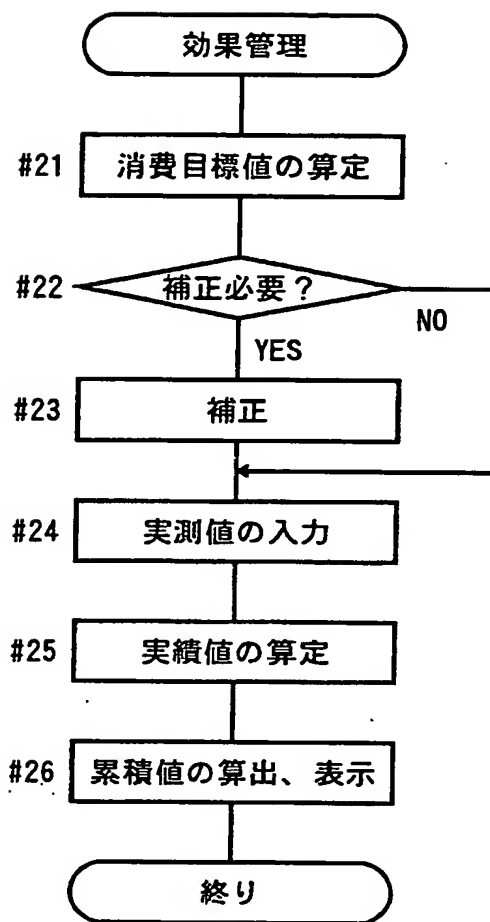 効果管理
#21 消費目標値の算定
#22 補正必要？
NO
YES
#23 補正
#24 実測値の入力
#25 実績値の算定
#26 累積値の算出、表示
終り